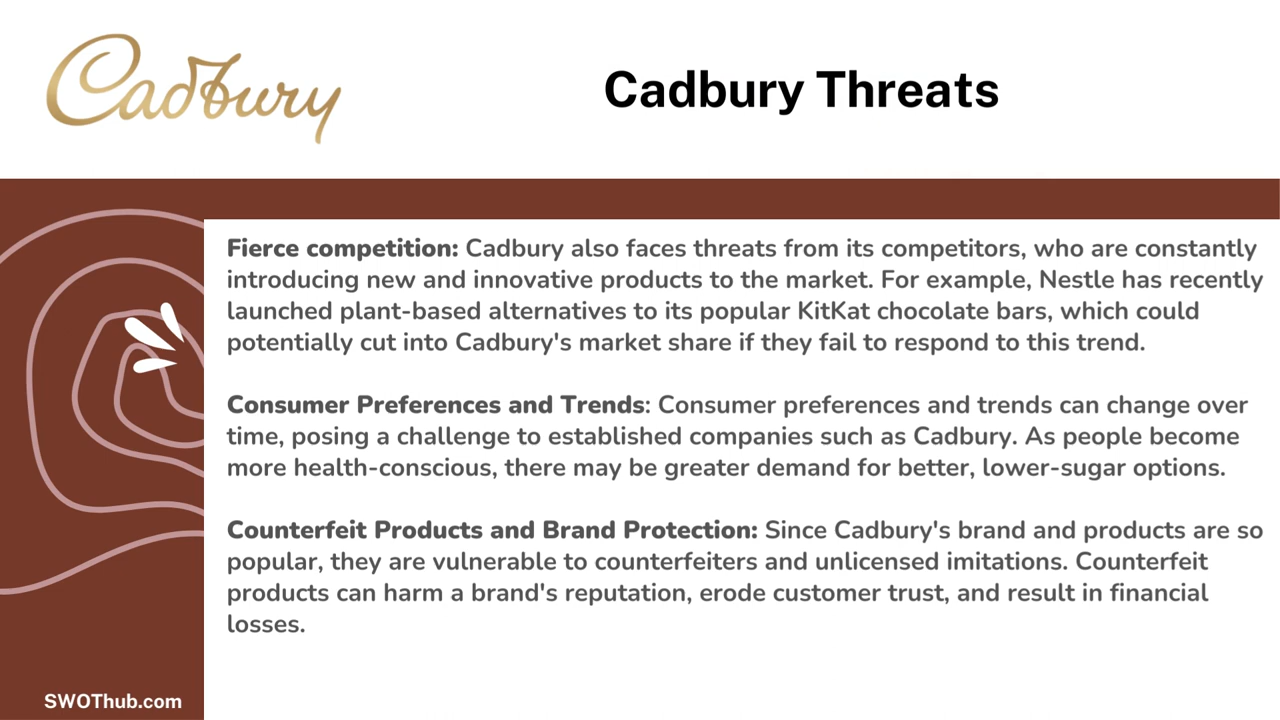 Cadbury
Cadbury Threats
Fierce competition: Cadbury also faces threats from its competitors, who are constantly
introducing new and innovative products to the market. For example, Nestle has recently
launched plant-based alternatives to its popular KitKat chocolate bars, which could
potentially cut into Cadbury's market share if they fail to respond to this trend.
Consumer Preferences and Trends: Consumer preferences and trends can change over
time, posing a challenge to established companies such as Cadbury. As people become
more health-conscious, there may be greater demand for better, lower-sugar options.
Counterfeit Products and Brand Protection: Since Cadbury's brand and products are so
popular, they are vulnerable to counterfeiters and unlicensed imitations. Counterfeit
products can harm a brand's reputation, erode customer trust, and result in financial
losses.
SWOThub.com